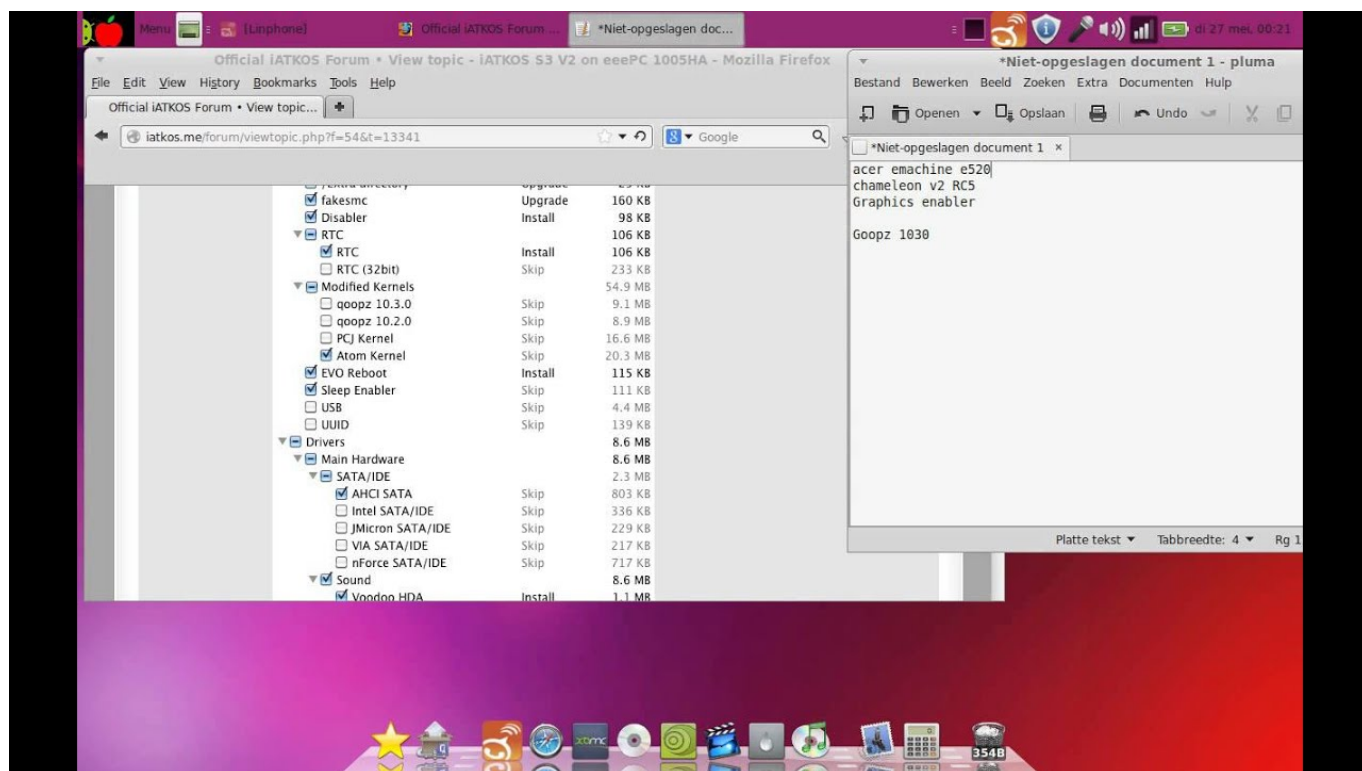 Menu
[Linphone]
Official iATKOS Forum ...
*Niet-opgeslagen doc...
di 27 mei, 00:21
Official iATKOS Forum • View topic - iATKOS S3 V2 on eeePC 1005HA - Mozilla Firefox
File Edit View History Bookmarks Tools Help
Official iATKOS Forum • View topic...
iatkos.me/forum/viewtopic.php?f=54&t=13341
Google
/Extra directory Upgrade
fakesmc Upgrade 160 KB
Disabler Install 98 KB
RTC 106 KB
RTC Install 106 KB
RTC (32bit) Skip 233 KB
Modified Kernels 54.9 MB
qoopz 10.3.0 Skip 9.1 MB
qoopz 10.2.0 Skip 8.9 MB
PCJ Kernel Skip 16.6 MB
Atom Kernel Skip 20.3 MB
EVO Reboot Install 115 KB
Sleep Enabler Skip 111 KB
USB Skip 4.4 MB
UUID Skip 139 KB
Drivers 8.6 MB
Main Hardware 8.6 MB
SATA/IDE 2.3 MB
AHCI SATA Skip 803 KB
Intel SATA/IDE Skip 336 KB
JMicron SATA/IDE Skip 229 KB
VIA SATA/IDE Skip 217 KB
nForce SATA/IDE Skip 717 KB
Sound 8.6 MB
Voodoo HDA Install 1.1 MB
*Niet-opgeslagen document 1 - pluma
Bestand Bewerken Beeld Zoeken Extra Documenten Hulp
Openen Opslaan Undo
*Niet-opgeslagen document 1
acer emachine e520
chameleon v2 RC5
Graphics enabler
Goopz 1030
Platte tekst Tabbreedte: 4 Rg 1
xbmc
354B